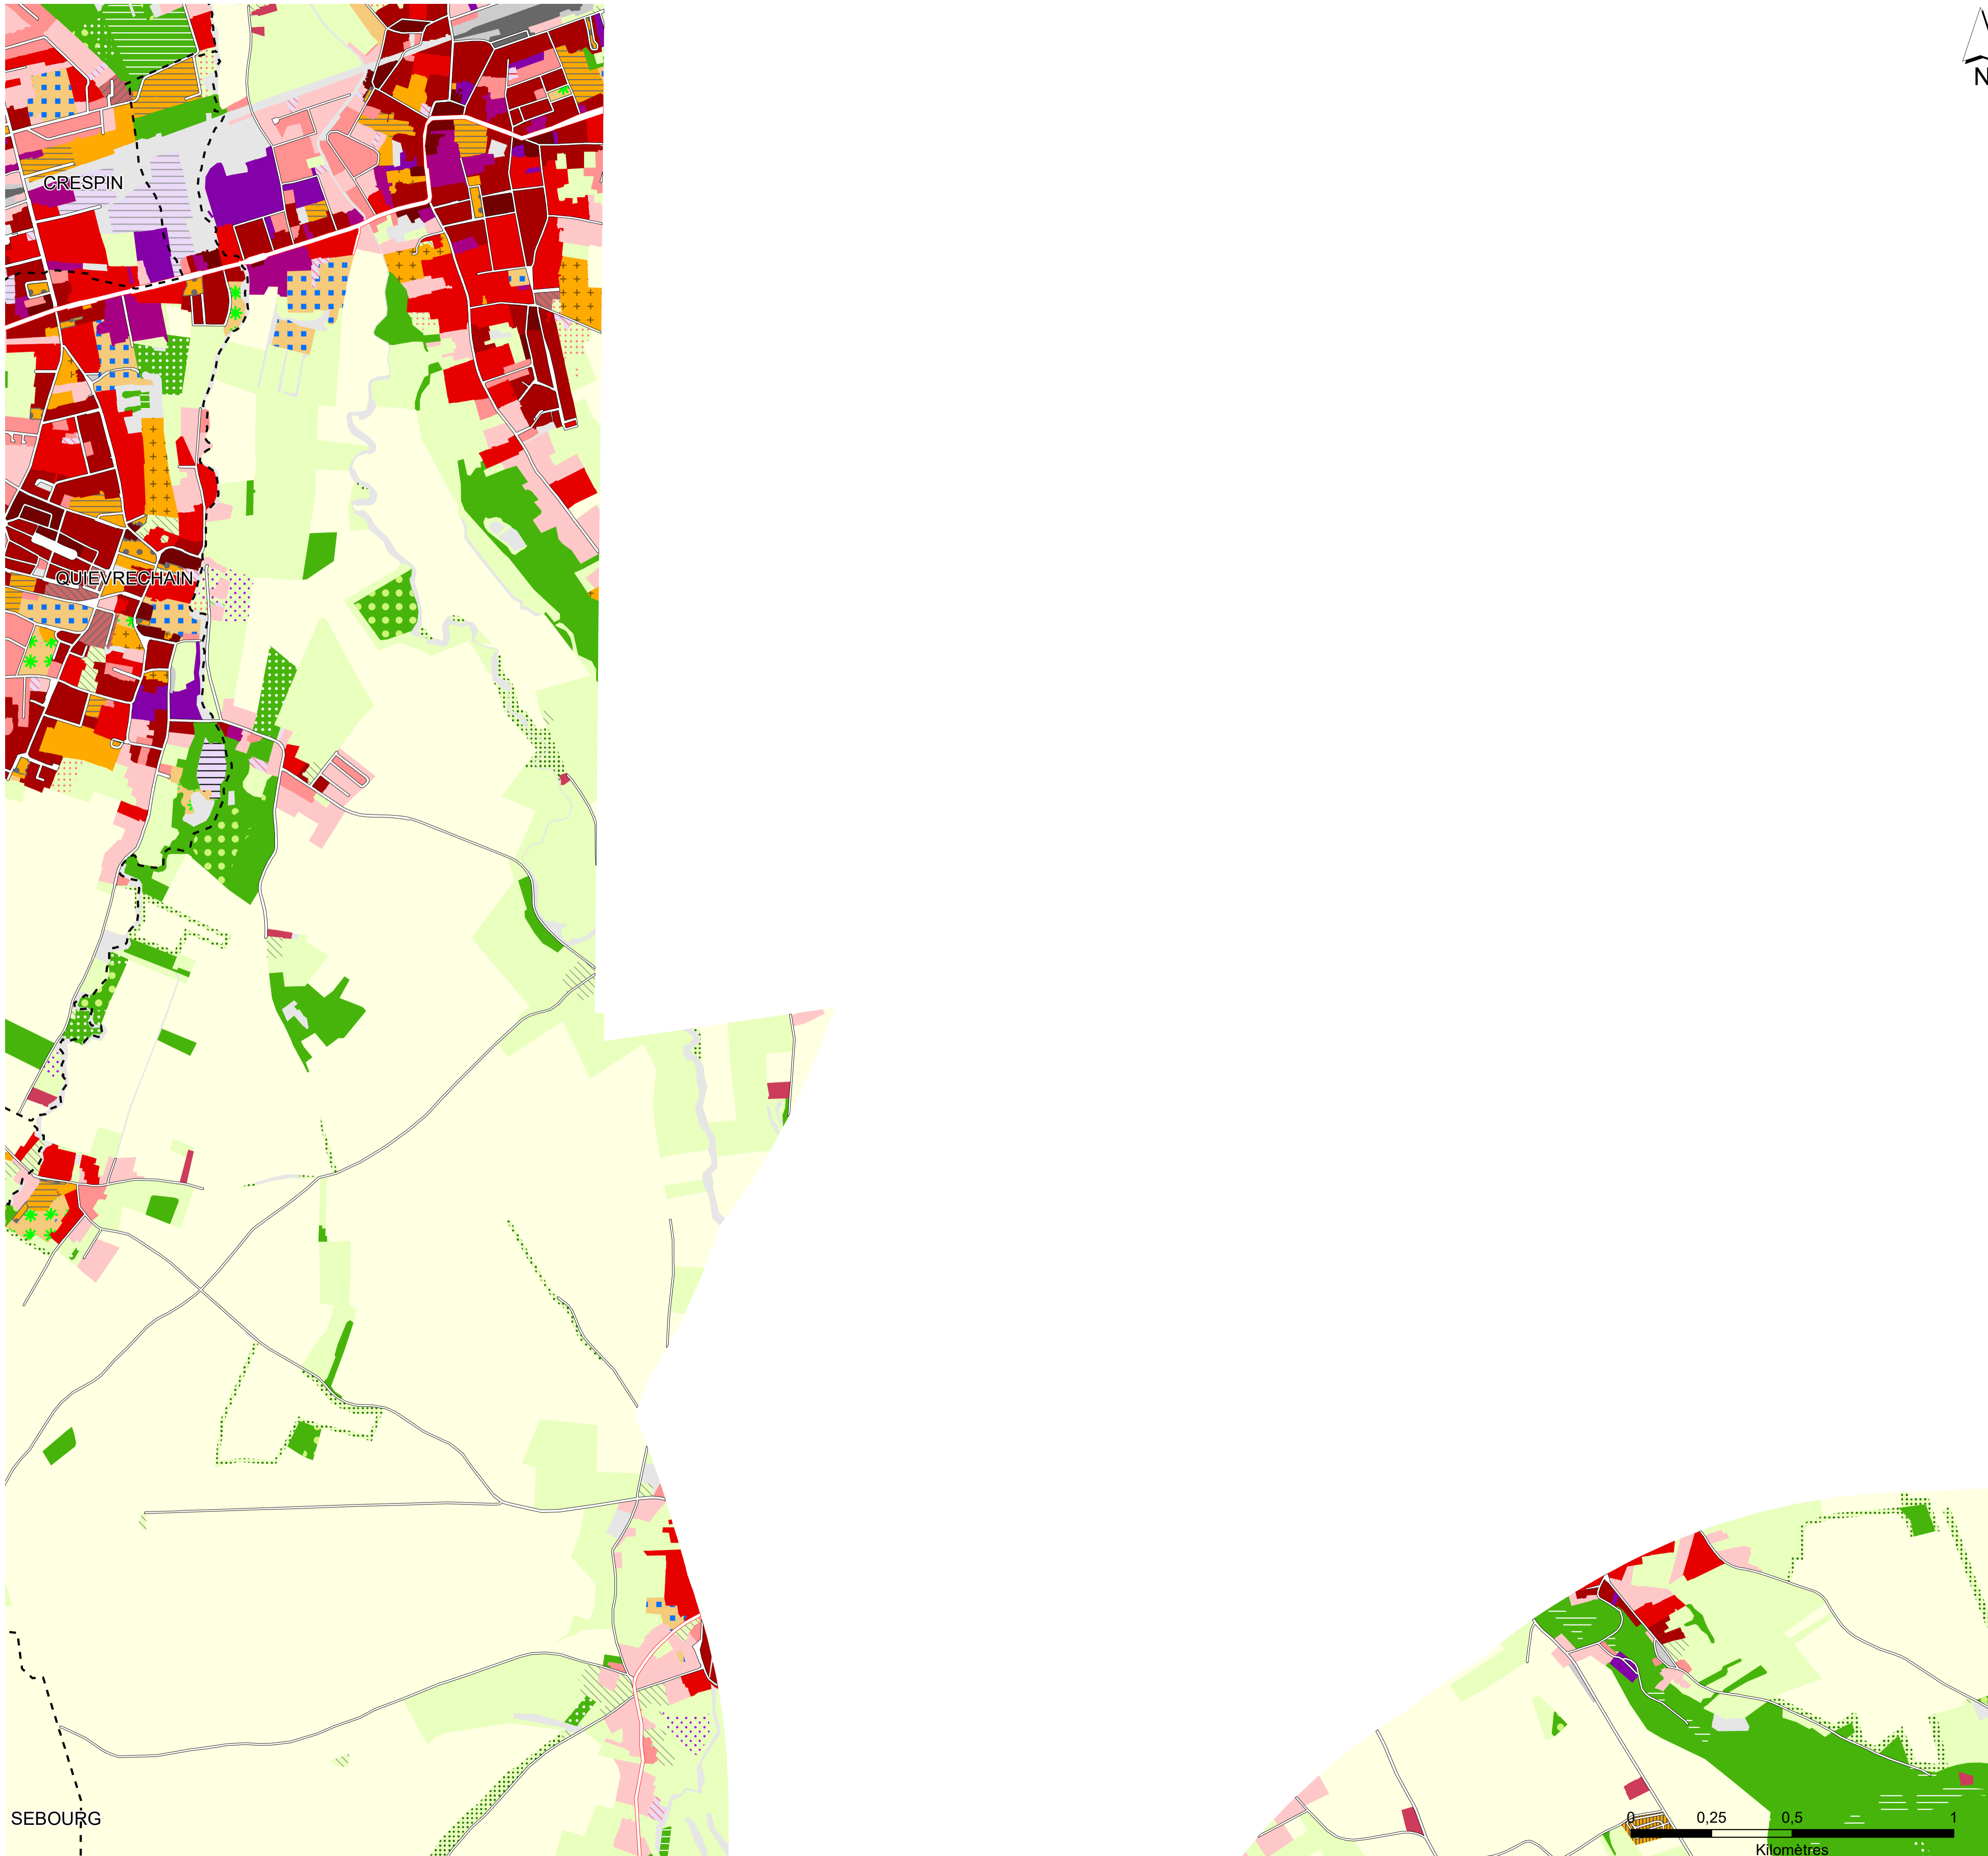 N
CRESPIN
QUIEVRECHAIN
SEBOURG
0 0,25 0,5 1
Kilomètres